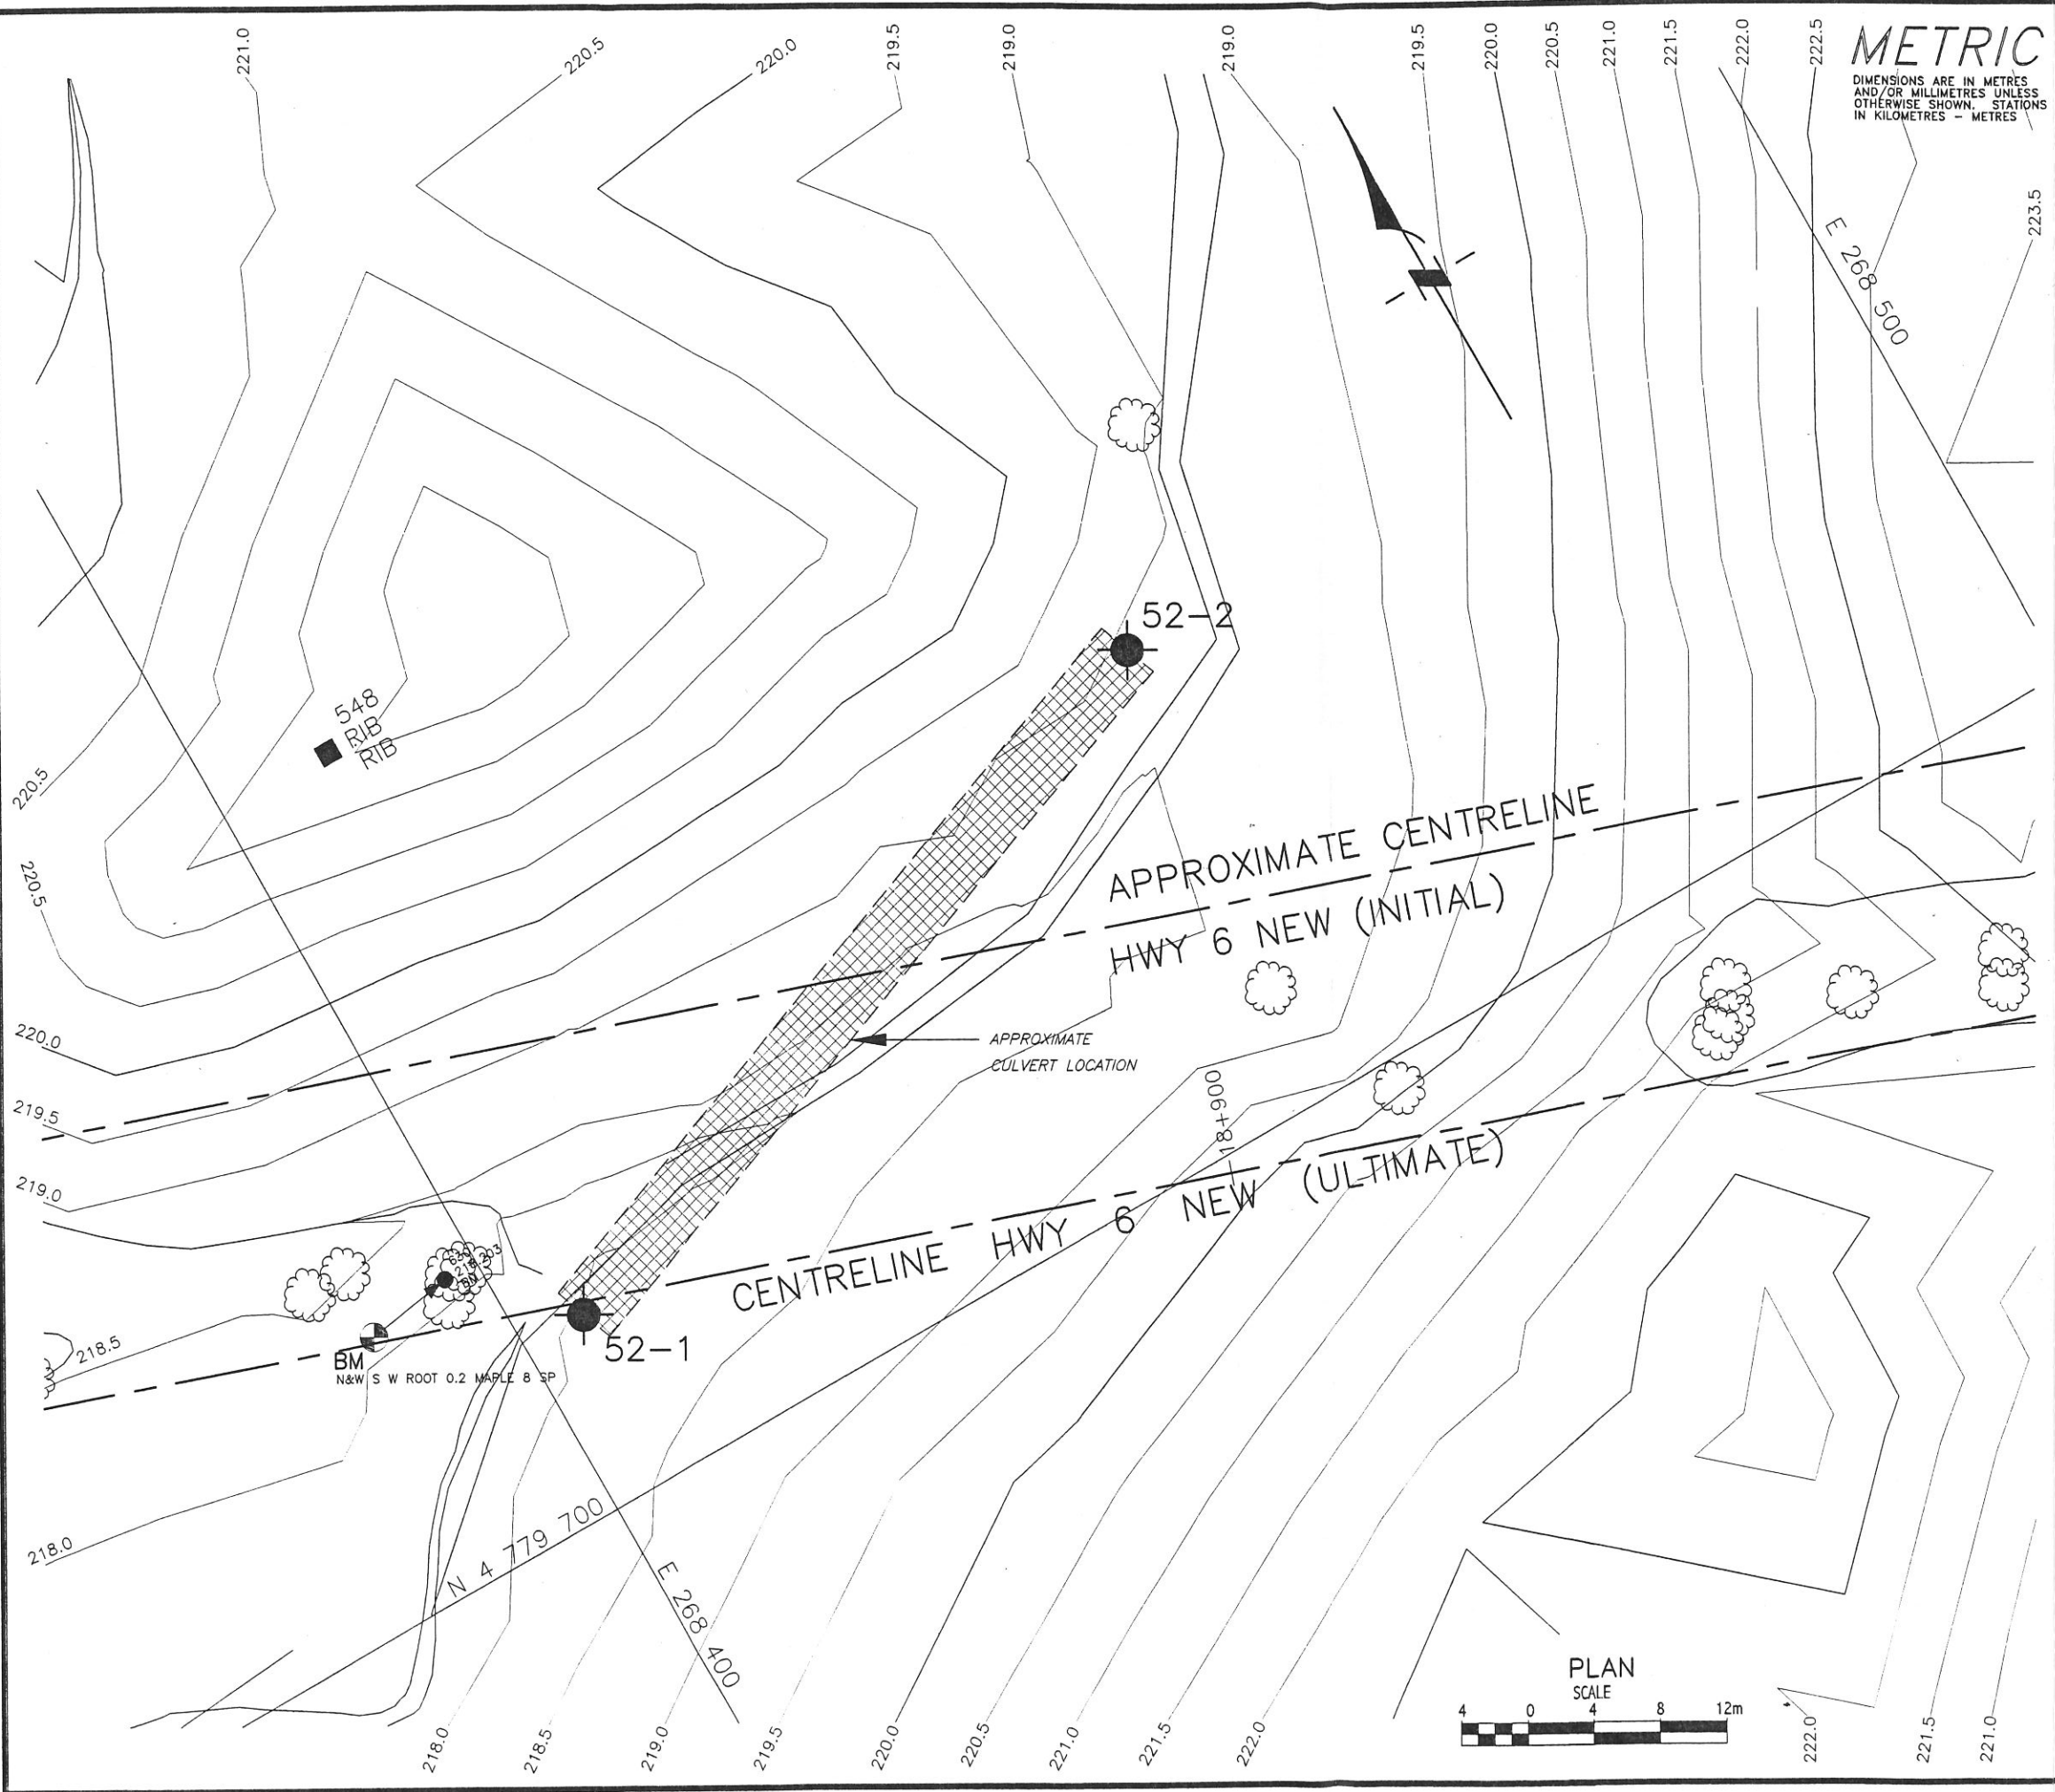 221.0
220.5
220.0
219.5
219.0
219.0
219.5
220.0
220.5
221.0
221.5
222.0
222.5
METRIC
DIMENSIONS ARE IN METRES
AND/OR MILLIMETRES UNLESS
OTHERWISE SHOWN. STATIONS
IN KILOMETRES – METRES
223.5
E 268 500
52–2
548
RIB
RIB
220.5
220.5
APPROXIMATE CENTRELINE
HWY 6 NEW (INITIAL)
220.0
APPROXIMATE
CULVERT LOCATION
219.5
18+900
219.0
CENTRELINE HWY 6 NEW (ULTIMATE)
218.5
52–1
BM
N&W S W ROOT 0.2 MAPLE 8 SP
218.0
N 4 779 700
E 268 400
PLAN
SCALE
4 0 4 8 12m
218.0
218.5
219.0
219.5
220.0
220.5
221.0
221.5
222.0
222.0
221.5
221.0